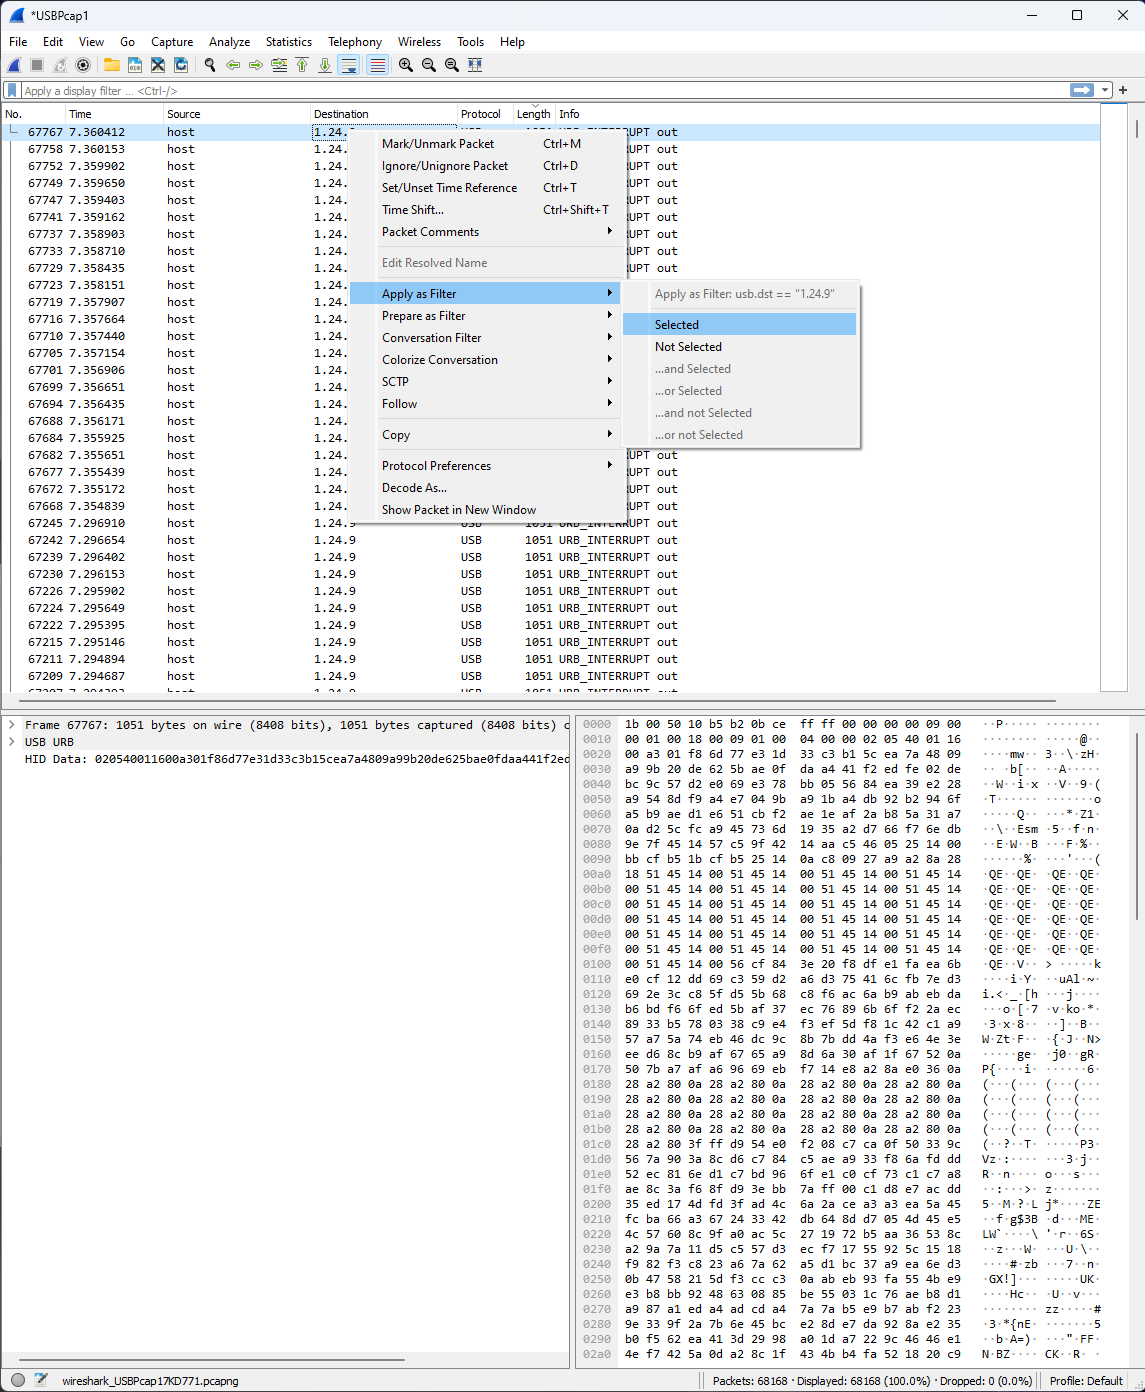 *USBPcap1
File Edit View Go Capture Analyze Statistics Telephony Wireless Tools Help
Apply a display filter ... <Ctrl-/>
No. Time Source Destination Protocol Length Info
67767 7.360412 host 1.24.
67758 7.360153 host 1.24.
67752 7.359902 host 1.24.
67749 7.359650 host 1.24.
67747 7.359403 host 1.24.
67741 7.359162 host 1.24.
67737 7.358903 host 1.24.
67733 7.358710 host 1.24.
67729 7.358435 host 1.24.
67723 7.358151 host 1.24.
67719 7.357907 host 1.24.
67716 7.357664 host 1.24.
67710 7.357440 host 1.24.
67705 7.357154 host 1.24.
67701 7.356906 host 1.24.
67699 7.356651 host 1.24.
67694 7.356435 host 1.24.
67688 7.356171 host 1.24.
67684 7.355925 host 1.24.
67682 7.355651 host 1.24.
67677 7.355439 host 1.24.
67672 7.355172 host 1.24.
67668 7.354839 host 1.24.
67245 7.296910 host 1.24.9 USB 1051 URB_INTERRUPT out
67242 7.296654 host 1.24.9 USB 1051 URB_INTERRUPT out
67239 7.296402 host 1.24.9 USB 1051 URB_INTERRUPT out
67230 7.296153 host 1.24.9 USB 1051 URB_INTERRUPT out
67226 7.295902 host 1.24.9 USB 1051 URB_INTERRUPT out
67224 7.295649 host 1.24.9 USB 1051 URB_INTERRUPT out
67222 7.295395 host 1.24.9 USB 1051 URB_INTERRUPT out
67215 7.295146 host 1.24.9 USB 1051 URB_INTERRUPT out
67211 7.294894 host 1.24.9 USB 1051 URB_INTERRUPT out
67209 7.294687 host 1.24.9 USB 1051 URB_INTERRUPT out
Mark/Unmark Packet Ctrl+M
Ignore/Unignore Packet Ctrl+D
Set/Unset Time Reference Ctrl+T
Time Shift... Ctrl+Shift+T
Packet Comments
Edit Resolved Name
Apply as Filter
Prepare as Filter
Conversation Filter
Colorize Conversation
SCTP
Follow
Copy
Protocol Preferences
Decode As...
Show Packet in New Window
Apply as Filter: usb.dst == "1.24.9"
Selected
Not Selected
...and Selected
...or Selected
...and not Selected
...or not Selected
Frame 67767: 1051 bytes on wire (8408 bits), 1051 bytes captured (8408 bits) o
USB URB
HID Data: 020540011600a301f86d77e31d33c3b15cea7a4809a99b20de625bae0fdaa441f2ed
0000 1b 00 50 10 b5 b2 0b ce ff ff 00 00 00 00 09 00
0010 00 01 00 18 00 09 01 00 04 00 00 02 05 40 01 16
0020 00 a3 01 f8 6d 77 e3 1d 33 c3 b1 5c ea 7a 48 09
0030 a9 9b 20 de 62 5b ae 0f da a4 41 f2 ed fe 02 de
0040 bc 9c 57 d2 e0 69 e3 78 bb 05 56 84 ea 39 e2 28
0050 a9 54 8d f9 a4 e7 04 9b a9 1b a4 db 92 b2 94 6f
0060 a5 b9 ae d1 e6 51 cb f2 ae 1e af 2a b8 5a 31 a7
0070 0a d2 5c fc a9 45 73 6d 19 35 a2 d7 66 f7 6e db
0080 9e 7f 45 14 57 c5 9f 42 14 aa c5 46 05 25 14 00
0090 bb cf b5 1b cf b5 25 14 0a c8 09 27 a9 a2 8a 28
00a0 18 51 45 14 00 51 45 14 00 51 45 14 00 51 45 14
00b0 00 51 45 14 00 51 45 14 00 51 45 14 00 51 45 14
00c0 00 51 45 14 00 51 45 14 00 51 45 14 00 51 45 14
00d0 00 51 45 14 00 51 45 14 00 51 45 14 00 51 45 14
00e0 00 51 45 14 00 51 45 14 00 51 45 14 00 51 45 14
00f0 00 51 45 14 00 51 45 14 00 51 45 14 00 51 45 14
0100 00 51 45 14 00 56 cf 84 3e 20 f8 df e1 fa ea 6b
0110 e0 cf 12 dd 69 c3 59 d2 a6 d3 75 41 6c fb 7e d3
0120 69 2e 3c c8 5f d5 5b 68 c8 f6 ac 6a b9 ab eb da
0130 b6 bd f6 6f ed 5b af 37 ec 76 89 6b 6f f2 2a ec
0140 89 33 b5 78 03 38 c9 e4 f3 ef 5d f8 1c 42 c1 a9
0150 57 a7 5a 74 eb 46 dc 9c 8b 7b dd 4a f3 e6 4e 3e
0160 ee d6 8c b9 af 67 65 a9 8d 6a 30 af 1f 67 52 0a
0170 50 7b a7 af a6 96 69 eb f7 14 e8 a2 8a e0 36 0a
0180 28 a2 80 0a 28 a2 80 0a 28 a2 80 0a 28 a2 80 0a
0190 28 a2 80 0a 28 a2 80 0a 28 a2 80 0a 28 a2 80 0a
01a0 28 a2 80 0a 28 a2 80 0a 28 a2 80 0a 28 a2 80 0a
01b0 28 a2 80 0a 28 a2 80 0a 28 a2 80 0a 28 a2 80 0a
01c0 28 a2 80 3f ff d9 54 e0 f2 08 c7 ca 0f 50 33 9c
01d0 56 7a 90 3a 8c d6 c7 84 c5 ae a9 33 f8 6a fd dd
01e0 52 ec 81 6e d1 c7 bd 96 6f e1 c0 cf 73 c1 c7 a8
01f0 ae 8c 3a f6 8f d9 3e bb 7a ff 00 c1 d8 e7 ac dd
0200 35 ed 17 4d fd 3f ad 4c 6a 2a ce a3 a3 ea 5a 45
0210 fc ba 66 a3 67 24 33 42 db 64 8d d7 05 4d 45 e5
0220 4c 57 60 8c 9f a0 ac 5c 27 19 72 b5 aa 36 53 8c
0230 a2 9a 7a 11 d5 c5 57 d3 ec f7 17 55 92 5c 15 18
0240 f9 82 f3 c8 23 a6 7a 62 a5 d1 bc 37 a9 ea 6e d3
0250 0b 47 58 21 5d f3 cc c3 0a ab eb 93 fa 55 4b e9
0260 e3 b8 bb 92 48 63 08 85 be 55 03 1c 76 ae b8 d1
0270 a9 87 a1 ed a4 ad cd a4 7a 7a b5 e9 b7 ab f2 23
0280 9e 33 9f 2a 7b 6e 45 bc e2 8d e7 da 92 8a e2 35
0290 b0 f5 62 ea 41 3d 29 98 a0 1d a7 22 9c 46 46 e1
02a0 4e f7 42 5a 0d a2 8c 1f 43 4b b4 fa 52 18 20 c9
wireshark_USBPcap17KD771.pcapng
Packets: 68168 · Displayed: 68168 (100.0%) · Dropped: 0 (0.0%)
Profile: Default